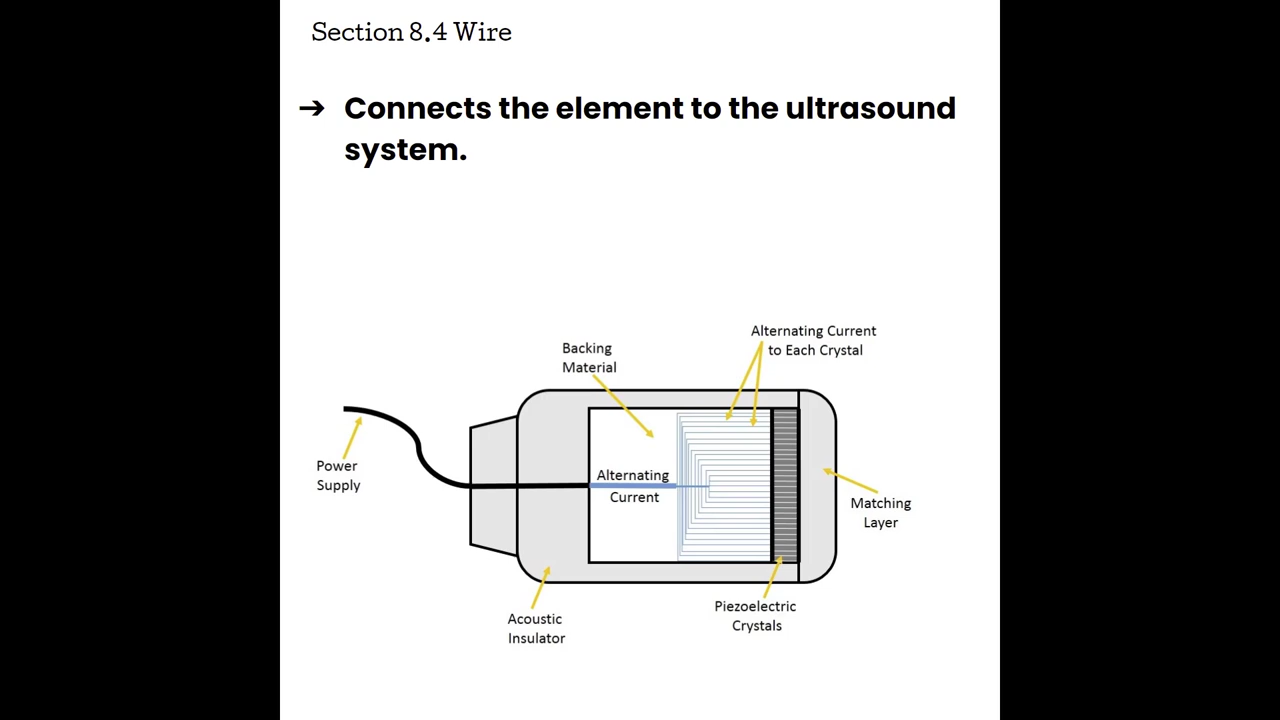 Section 8.4 Wire
➔ Connects the element to the ultrasound
system.
Alternating Current
to Each Crystal
Backing
Material
Alternating
Current
Power
Supply
Matching
Layer
Piezoelectric
Crystals
Acoustic
Insulator